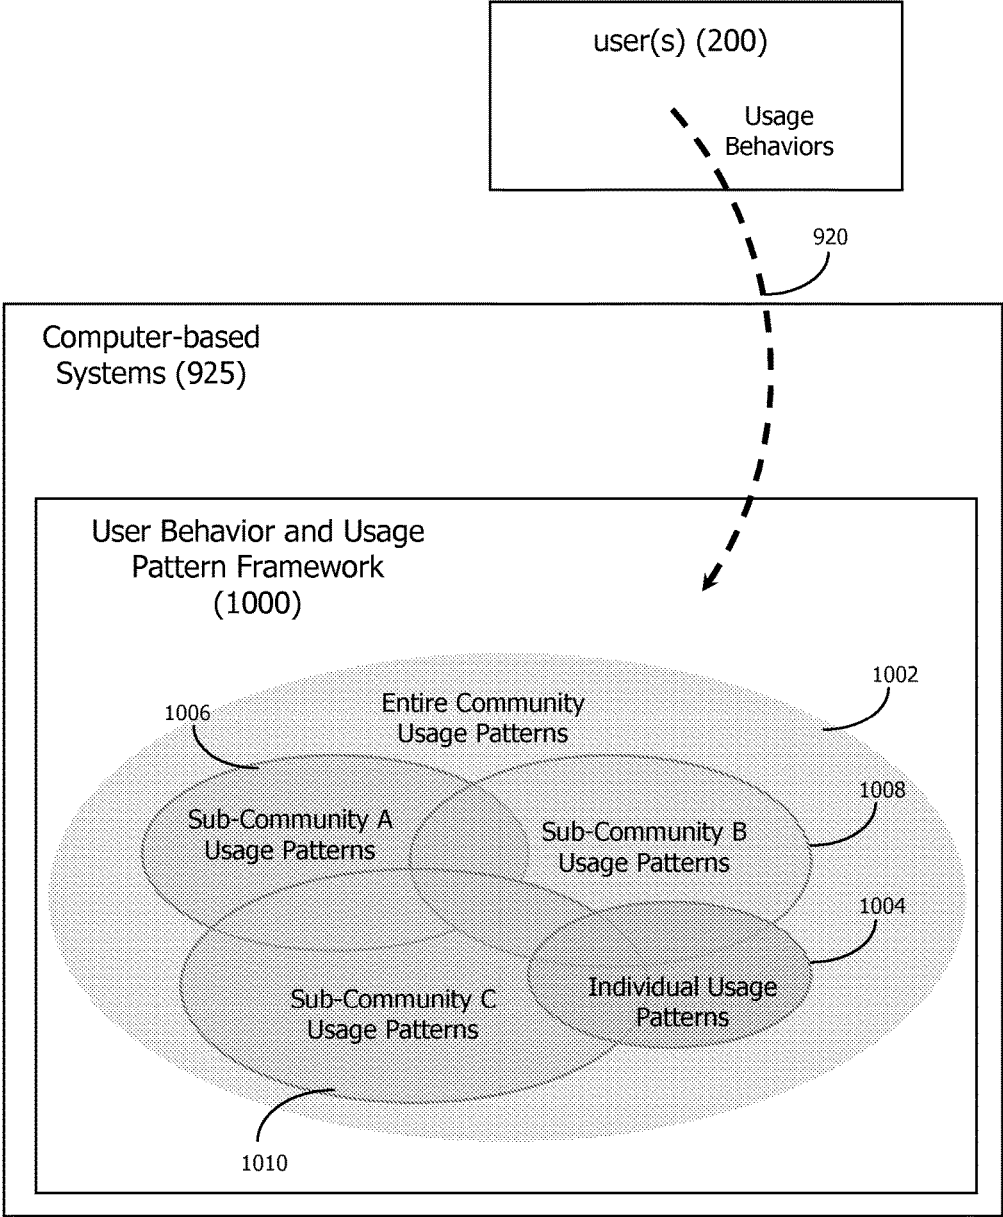 user(s) (200)
Usage
Behaviors
920
Computer-based
Systems (925)
User Behavior and Usage
Pattern Framework
(1000)
1002
Entire Community
Usage Patterns
1006
1008
Sub-Community A
Usage Patterns
Sub-Community B
Usage Patterns
1004
Individual Usage
Patterns
Sub-Community C
Usage Patterns
1010